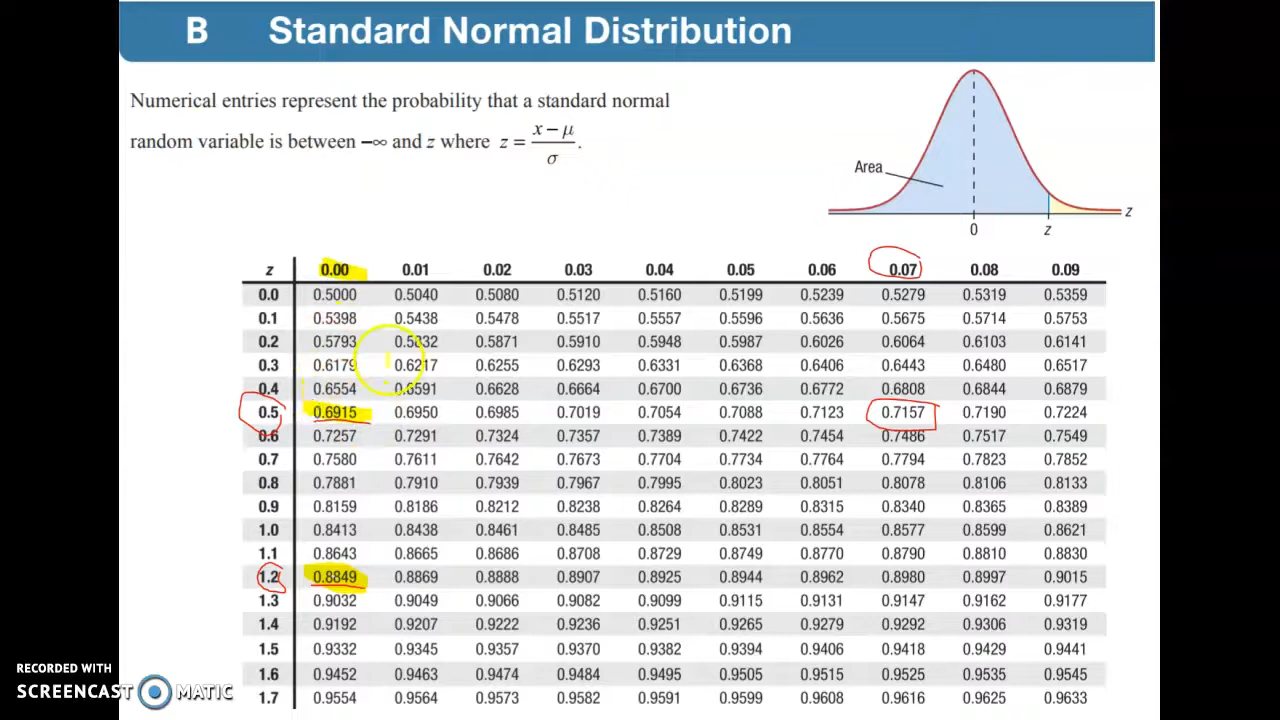 B Standard Normal Distribution
Numerical entries represent the probability that a standard normal
random variable is between −∞ and z where z = x − μ / σ.
Area
0 z z
z 0.00 0.01 0.02 0.03 0.04 0.05 0.06 0.07 0.08 0.09
0.0 0.5000 0.5040 0.5080 0.5120 0.5160 0.5199 0.5239 0.5279 0.5319 0.5359
0.1 0.5398 0.5438 0.5478 0.5517 0.5557 0.5596 0.5636 0.5675 0.5714 0.5753
0.2 0.5793 0.5832 0.5871 0.5910 0.5948 0.5987 0.6026 0.6064 0.6103 0.6141
0.3 0.6179 0.6217 0.6255 0.6293 0.6331 0.6368 0.6406 0.6443 0.6480 0.6517
0.4 0.6554 0.6591 0.6628 0.6664 0.6700 0.6736 0.6772 0.6808 0.6844 0.6879
0.5 0.6915 0.6950 0.6985 0.7019 0.7054 0.7088 0.7123 0.7157 0.7190 0.7224
0.6 0.7257 0.7291 0.7324 0.7357 0.7389 0.7422 0.7454 0.7486 0.7517 0.7549
0.7 0.7580 0.7611 0.7642 0.7673 0.7704 0.7734 0.7764 0.7794 0.7823 0.7852
0.8 0.7881 0.7910 0.7939 0.7967 0.7995 0.8023 0.8051 0.8078 0.8106 0.8133
0.9 0.8159 0.8186 0.8212 0.8238 0.8264 0.8289 0.8315 0.8340 0.8365 0.8389
1.0 0.8413 0.8438 0.8461 0.8485 0.8508 0.8531 0.8554 0.8577 0.8599 0.8621
1.1 0.8643 0.8665 0.8686 0.8708 0.8729 0.8749 0.8770 0.8790 0.8810 0.8830
1.2 0.8849 0.8869 0.8888 0.8907 0.8925 0.8944 0.8962 0.8980 0.8997 0.9015
1.3 0.9032 0.9049 0.9066 0.9082 0.9099 0.9115 0.9131 0.9147 0.9162 0.9177
1.4 0.9192 0.9207 0.9222 0.9236 0.9251 0.9265 0.9279 0.9292 0.9306 0.9319
1.5 0.9332 0.9345 0.9357 0.9370 0.9382 0.9394 0.9406 0.9418 0.9429 0.9441
1.6 0.9452 0.9463 0.9474 0.9484 0.9495 0.9505 0.9515 0.9525 0.9535 0.9545
1.7 0.9554 0.9564 0.9573 0.9582 0.9591 0.9599 0.9608 0.9616 0.9625 0.9633
RECORDED WITH
SCREENCAST MATIC